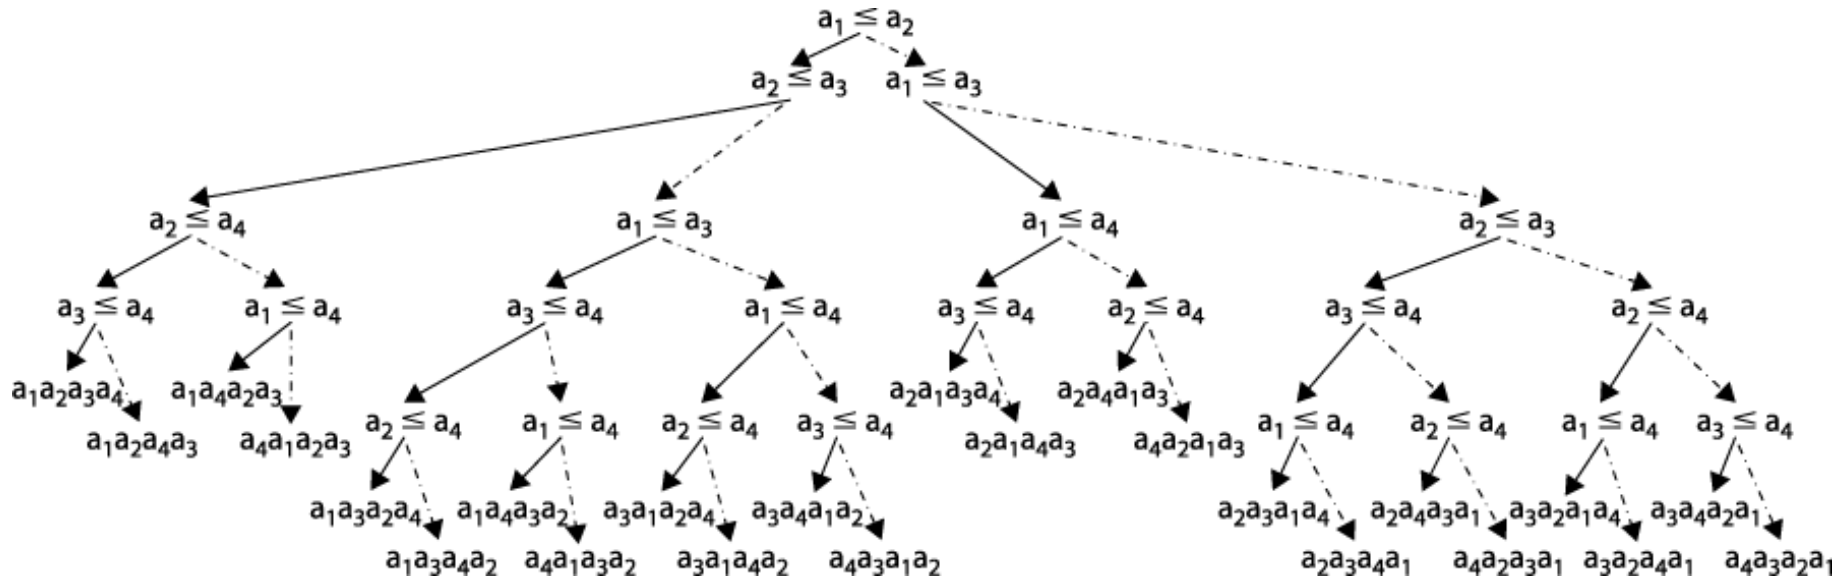 a₁ ≤ a₂
a₂ ≤ a₃ a₁ ≤ a₃
a₂ ≤ a₄ a₁ ≤ a₃ a₁ ≤ a₄ a₂ ≤ a₃
a₃ ≤ a₄ a₁ ≤ a₄ a₃ ≤ a₄ a₁ ≤ a₄ a₃ ≤ a₄ a₂ ≤ a₄ a₃ ≤ a₄ a₂ ≤ a₄
a₁a₂a₃a₄ a₁a₄a₂a₃ a₂a₁a₃a₄ a₂a₄a₁a₃
a₂ ≤ a₄ a₁ ≤ a₄ a₂ ≤ a₄ a₃ ≤ a₄ a₁ ≤ a₄ a₂ ≤ a₄ a₁ ≤ a₄ a₃ ≤ a₄
a₁a₂a₄a₃ a₄a₁a₂a₃ a₂a₁a₄a₃ a₄a₂a₁a₃
a₁a₃a₂a₄ a₁a₄a₃a₂ a₃a₁a₂a₄ a₃a₄a₁a₂ a₂a₃a₁a₄ a₂a₄a₃a₁ a₃a₂a₁a₄ a₃a₄a₂a₁
a₁a₃a₄a₂ a₄a₁a₃a₂ a₃a₁a₄a₂ a₄a₃a₁a₂ a₂a₃a₄a₁ a₄a₂a₃a₁ a₃a₂a₄a₁ a₄a₃a₂a₁